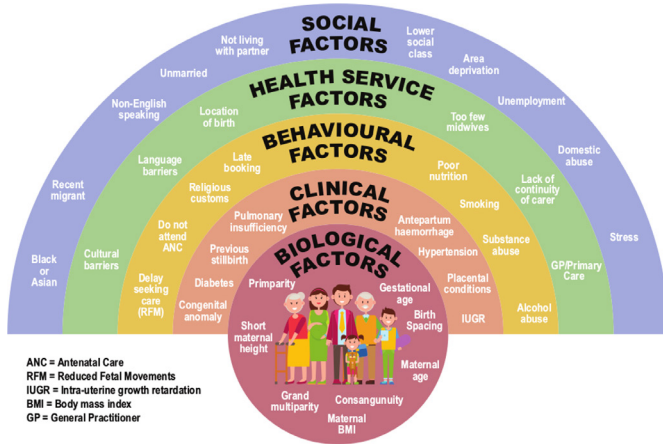 SOCIAL
FACTORS
Black or
Asian
Recent
migrant
Non-English
speaking
Unmarried
Not living
with partner
Lower
social
class
Area
deprivation
Unemployment
Domestic
abuse
Stress
HEALTH SERVICE
FACTORS
Cultural
barriers
Language
barriers
Location
of birth
Too few
midwives
Lack of
continuity
of carer
GP/Primary
Care
BEHAVIOURAL
FACTORS
Delay
seeking
care
(RFM)
Do not
attend
ANC
Religious
customs
Late
booking
Poor
nutrition
Smoking
Substance
abuse
Alcohol
abuse
CLINICAL
FACTORS
Congenital
anomaly
Diabetes
Previous
stillbirth
Pulmonary
insufficiency
Antepartum
haemorrhage
Hypertension
Placental
conditions
IUGR
BIOLOGICAL
FACTORS
Primparity
Short
maternal
height
Grand
multiparity
Maternal
BMI
Consangunuity
Maternal
age
Birth
Spacing
Gestational
age
ANC = Antenatal Care
RFM = Reduced Fetal Movements
IUGR = Intra-uterine growth retardation
BMI = Body mass index
GP = General Practitioner